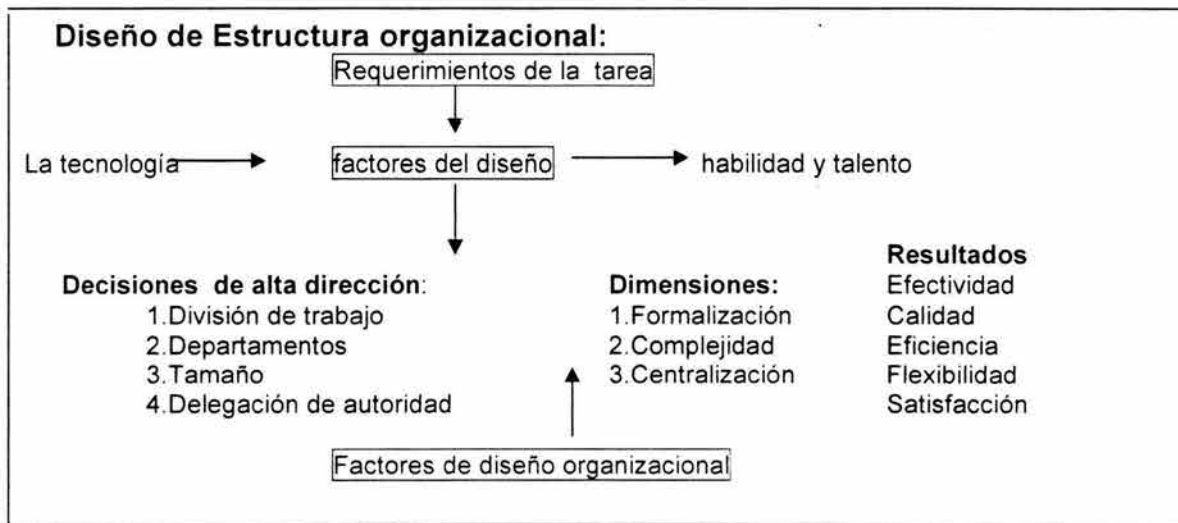 Diseño de Estructura organizacional:
Requerimientos de la tarea
La tecnología
factores del diseño
habilidad y talento
Decisiones de alta dirección:
1.División de trabajo
2.Departamentos
3.Tamaño
4.Delegación de autoridad
Dimensiones:
1.Formalización
2.Complejidad
3.Centralización
Resultados
Efectividad
Calidad
Eficiencia
Flexibilidad
Satisfacción
Factores de diseño organizacional